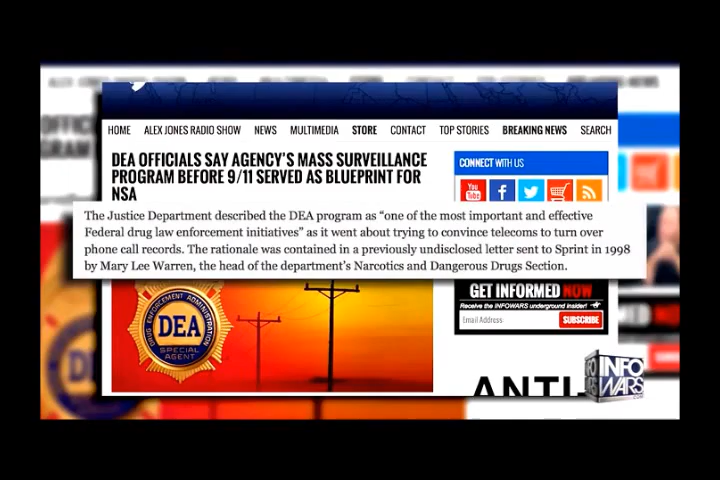 HOME ALEX JONES RADIO SHOW NEWS MULTIMEDIA STORE CONTACT TOP STORIES BREAKING NEWS SEARCH
DEA OFFICIALS SAY AGENCY'S MASS SURVEILLANCE
PROGRAM BEFORE 9/11 SERVED AS BLUEPRINT FOR
NSA
CONNECT WITH US
You
Tube
The Justice Department described the DEA program as “one of the most important and effective
Federal drug law enforcement initiatives” as it went about trying to convince telecoms to turn over
phone call records. The rationale was contained in a previously undisclosed letter sent to Sprint in 1998
by Mary Lee Warren, the head of the department's Narcotics and Dangerous Drugs Section.
GET INFORMED NOW
Receive the INFOWARS underground insider!
Email Address
SUBSCRIBE
DRUG ENFORCEMENT ADMINISTRATION
DEA
SPECIAL
AGENT
ANTI-
INFO
WARS
.COM